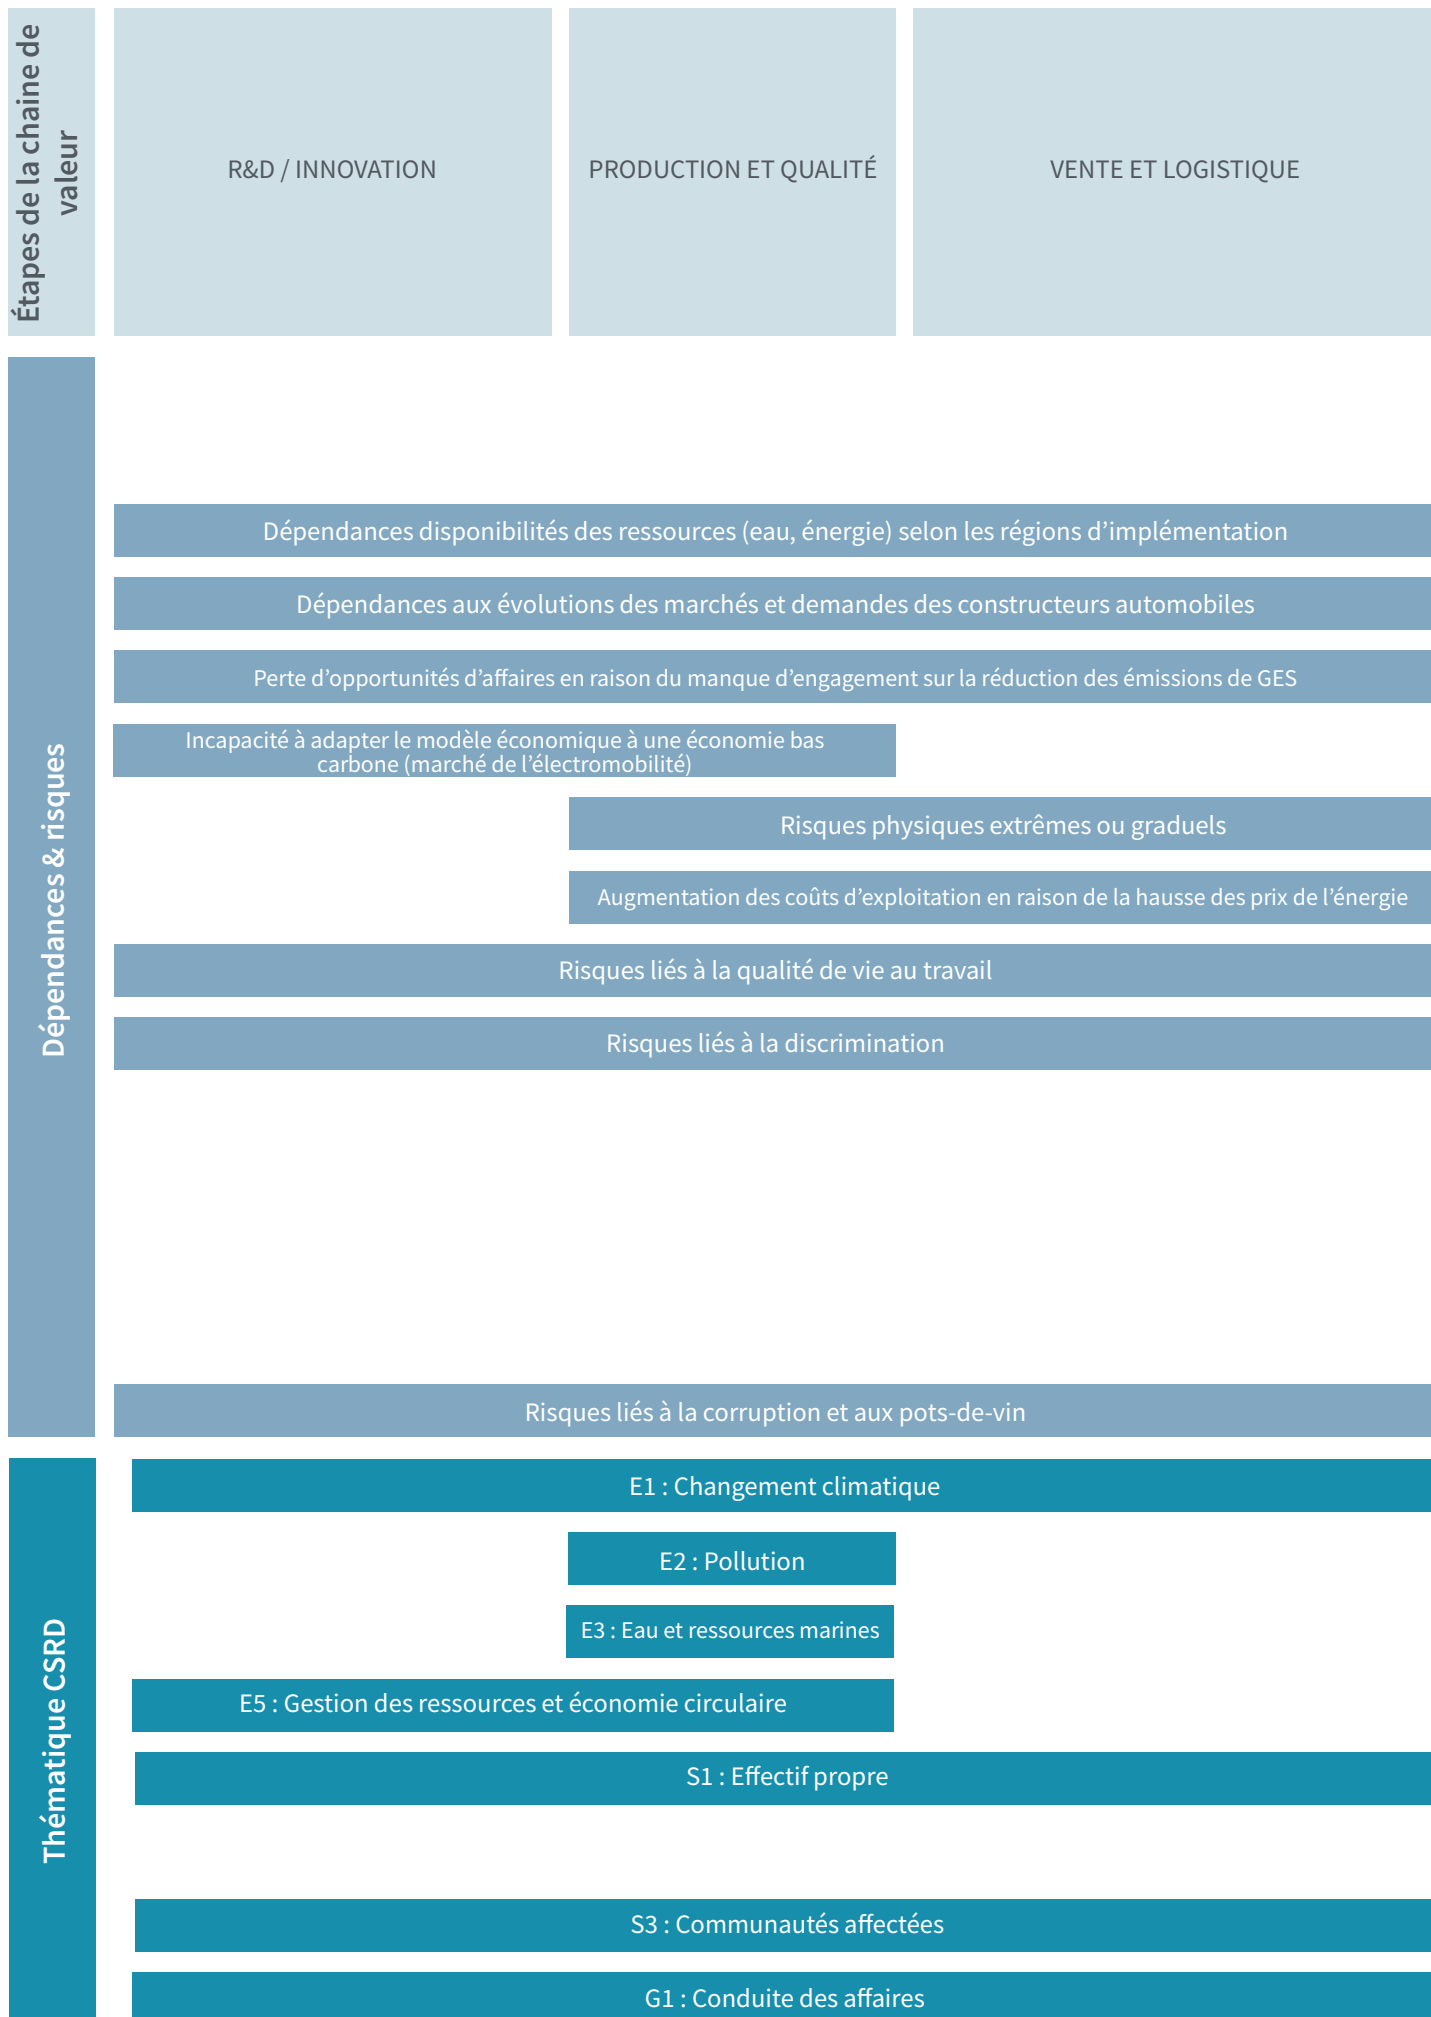 Étapes de la chaine de
valeur
R&D / INNOVATION
PRODUCTION ET QUALITÉ
VENTE ET LOGISTIQUE
Dépendances & risques
Dépendances disponibilités des ressources (eau, énergie) selon les régions d’implémentation
Dépendances aux évolutions des marchés et demandes des constructeurs automobiles
Perte d’opportunités d’affaires en raison du manque d’engagement sur la réduction des émissions de GES
Incapacité à adapter le modèle économique à une économie bas
carbone (marché de l’électromobilité)
Risques physiques extrêmes ou graduels
Augmentation des coûts d’exploitation en raison de la hausse des prix de l’énergie
Risques liés à la qualité de vie au travail
Risques liés à la discrimination
Risques liés à la corruption et aux pots-de-vin
Thématique CSRD
E1 : Changement climatique
E2 : Pollution
E3 : Eau et ressources marines
E5 : Gestion des ressources et économie circulaire
S1 : Effectif propre
S3 : Communautés affectées
G1 : Conduite des affaires